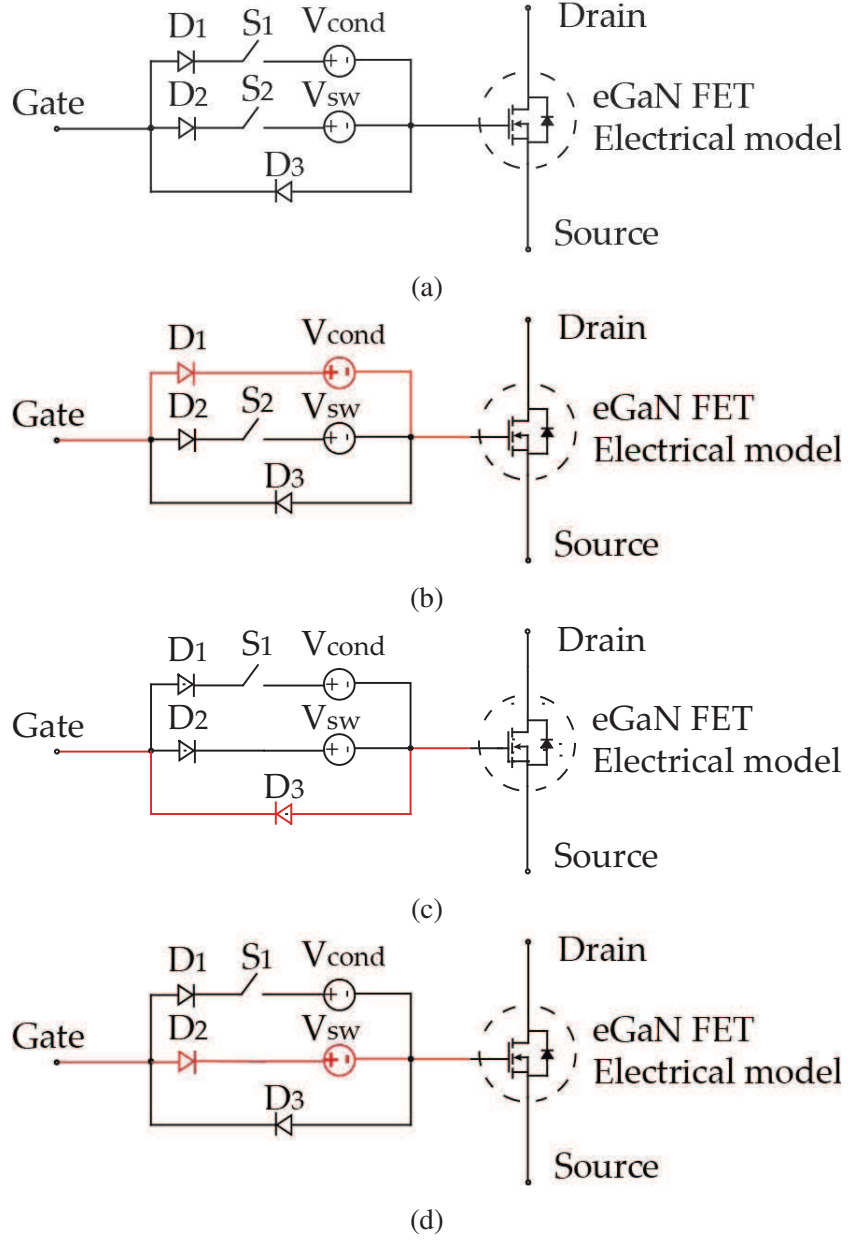 Drain
D1 S1 Vcond
Gate
D2 S2 Vsw
eGaN FET
Electrical model
D3
Source
(a)
Drain
D1 Vcond
Gate
D2 S2 Vsw
eGaN FET
Electrical model
D3
Source
(b)
Drain
D1 S1 Vcond
Gate
D2 Vsw
eGaN FET
Electrical model
D3
Source
(c)
Drain
D1 S1 Vcond
Gate
D2 Vsw
eGaN FET
Electrical model
D3
Source
(d)